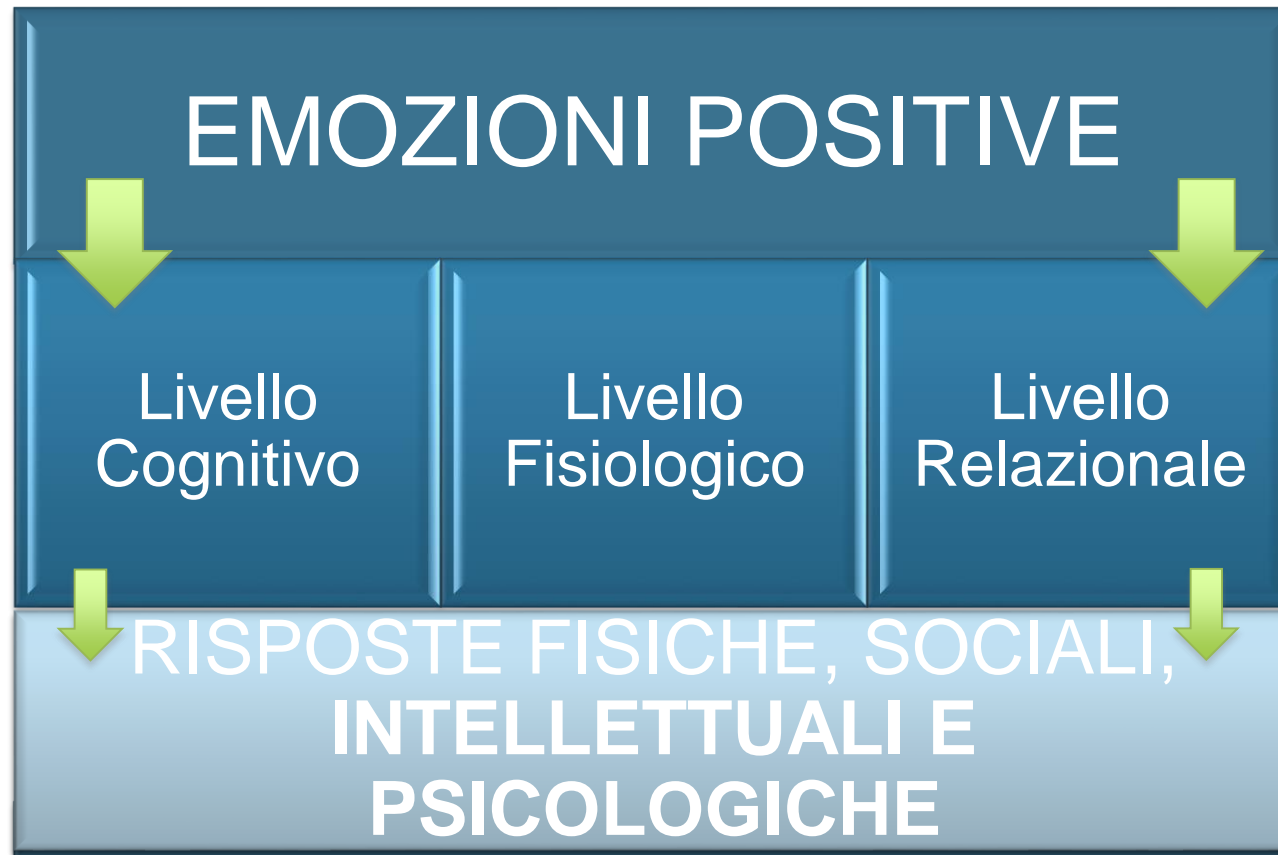 EMOZIONI POSITIVE
Livello
Cognitivo
Livello
Fisiologico
Livello
Relazionale
RISPOSTE FISICHE, SOCIALI,
INTELLETTUALI E
PSICOLOGICHE